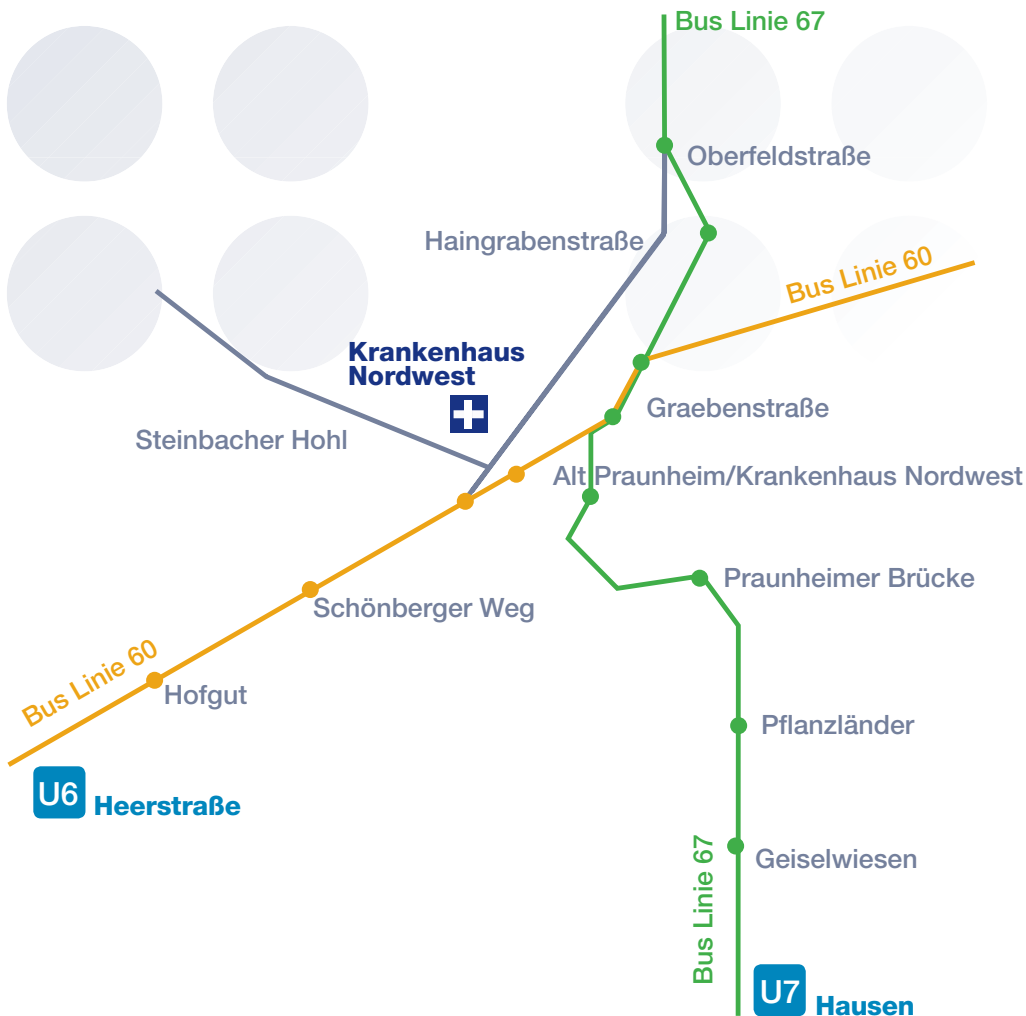 Bus Linie 67
Oberfeldstraße
Haingrabenstraße
Bus Linie 60
Krankenhaus
Nordwest
Graebenstraße
Steinbacher Hohl
Alt Praunheim/Krankenhaus Nordwest
Praunheimer Brücke
Schönberger Weg
Bus Linie 60
Hofgut
Pflanzländer
U6 Heerstraße
Geiselwiesen
Bus Linie 67
U7 Hausen